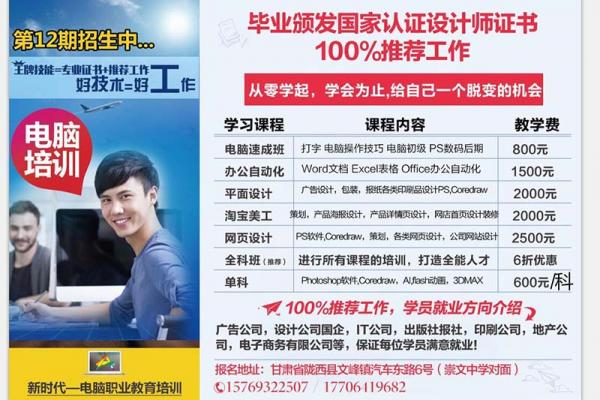 第12期招生中...
王牌技能=专业证书+推荐工作
好技术=好工作
电脑
培训
新时代—电脑职业教育培训
毕业颁发国家认证设计师证书
100%推荐工作
从零学起，学会为止,给自己一个脱变的机会
学习课程 课程内容 教学费
电脑速成班 打字 电脑操作技巧 电脑初级 PS数码后期 800元
办公自动化 Word文档 Excel表格 Office办公自动化 1500元
平面设计 广告设计，包装，报纸各类印刷品设计PS,Coredraw 2000元
淘宝美工 策划，产品海报设计，产品详情页设计，网店首页设计装修 2000元
网页设计 PS软件,Coredraw，策划，各类网页设计，公司网站设计 2500元
全科班（推荐） 进行所有课程的培训，打造全能人才 6折优惠
单科 Photoshop软件,Coredraw，AI,flash动画，3DMAX 600元/科
100%推荐工作，学员就业方向介绍
广告公司，设计公司国企，IT公司，出版社报社，印刷公司，地产公
司，电子商务有限公司等，保证每位学员满意就业！
报名地址：甘肃省陇西县文峰镇汽车东路6号（崇文中学对面）
15769322507 / 17706419682